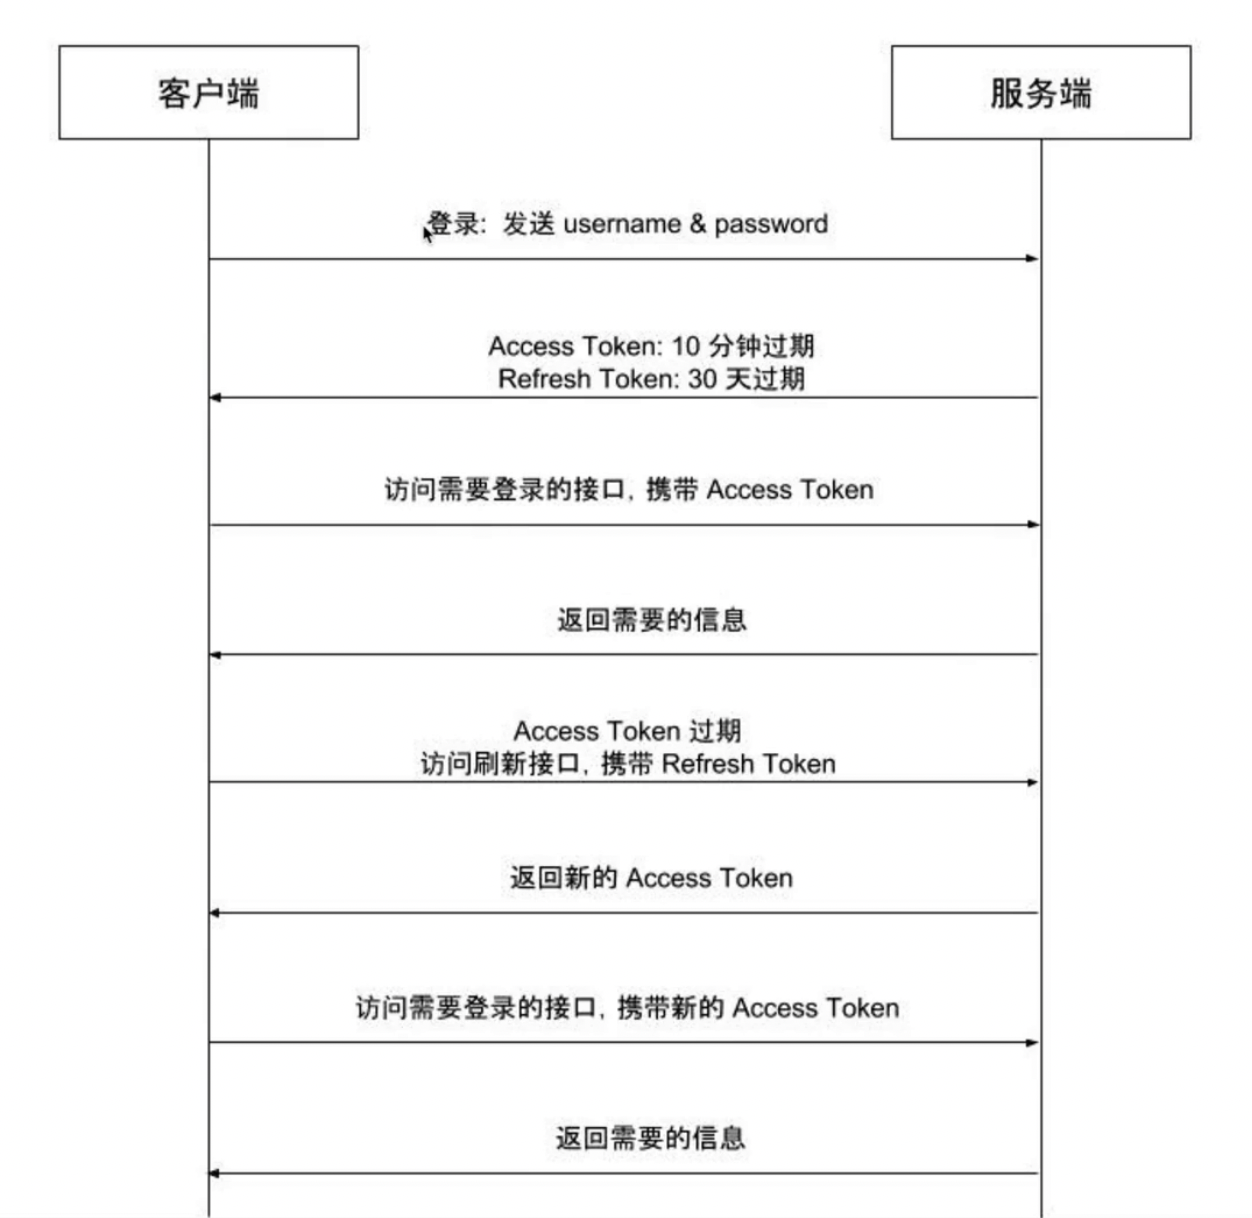 客户端
服务端
登录: 发送 username & password
Access Token: 10 分钟过期
Refresh Token: 30 天过期
访问需要登录的接口, 携带 Access Token
返回需要的信息
Access Token 过期
访问刷新接口, 携带 Refresh Token
返回新的 Access Token
访问需要登录的接口, 携带新的 Access Token
返回需要的信息